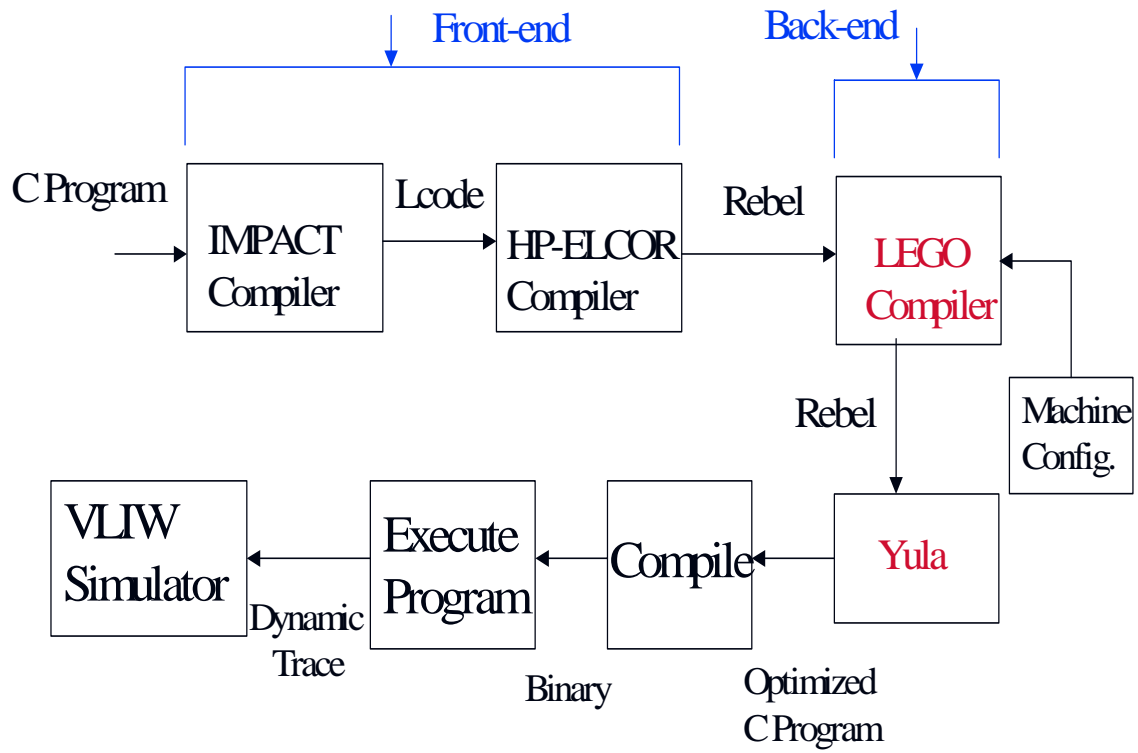 Front-end
Back-end
C Program
IMPACT
Compiler
Lcode
HP-ELCOR
Compiler
Rebel
LEGO
Compiler
Machine
Config.
Rebel
Yula
Optimized
C Program
Compile
Binary
Execute
Program
Dynamic
Trace
VLIW
Simulator